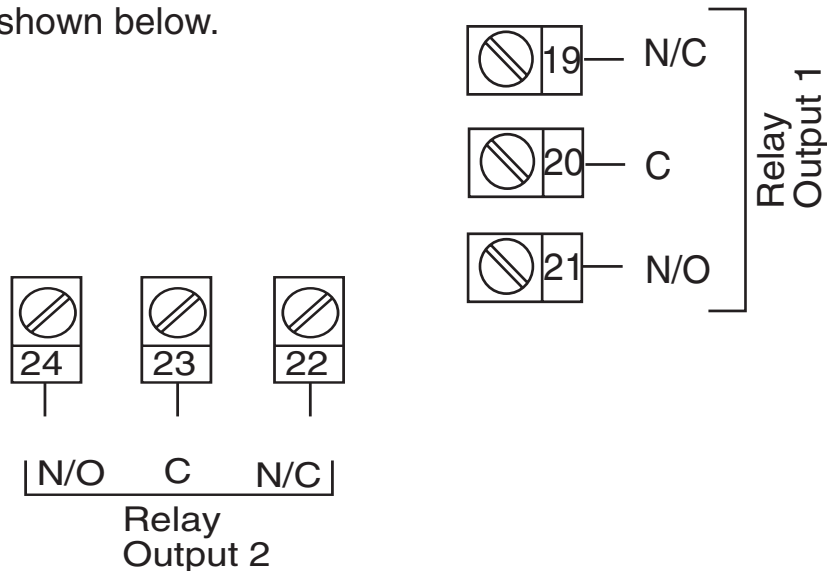 shown below.
19 N/C
20 C
21 N/O
Relay
Output 1
24 23 22
N/O C N/C
Relay
Output 2